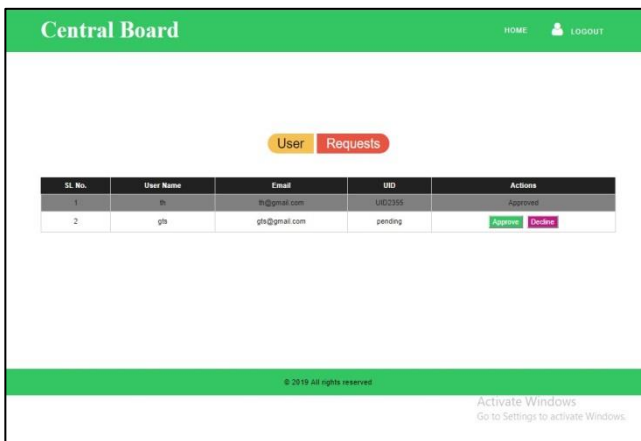 Central Board HOME LOGOUT
User Requests
SL No. User Name Email UID Actions
1 th th@gmail.com UID2355 Approved
2 gts gts@gmail.com pending Approve Decline
© 2019 All rights reserved
Activate Windows
Go to Settings to activate Windows.